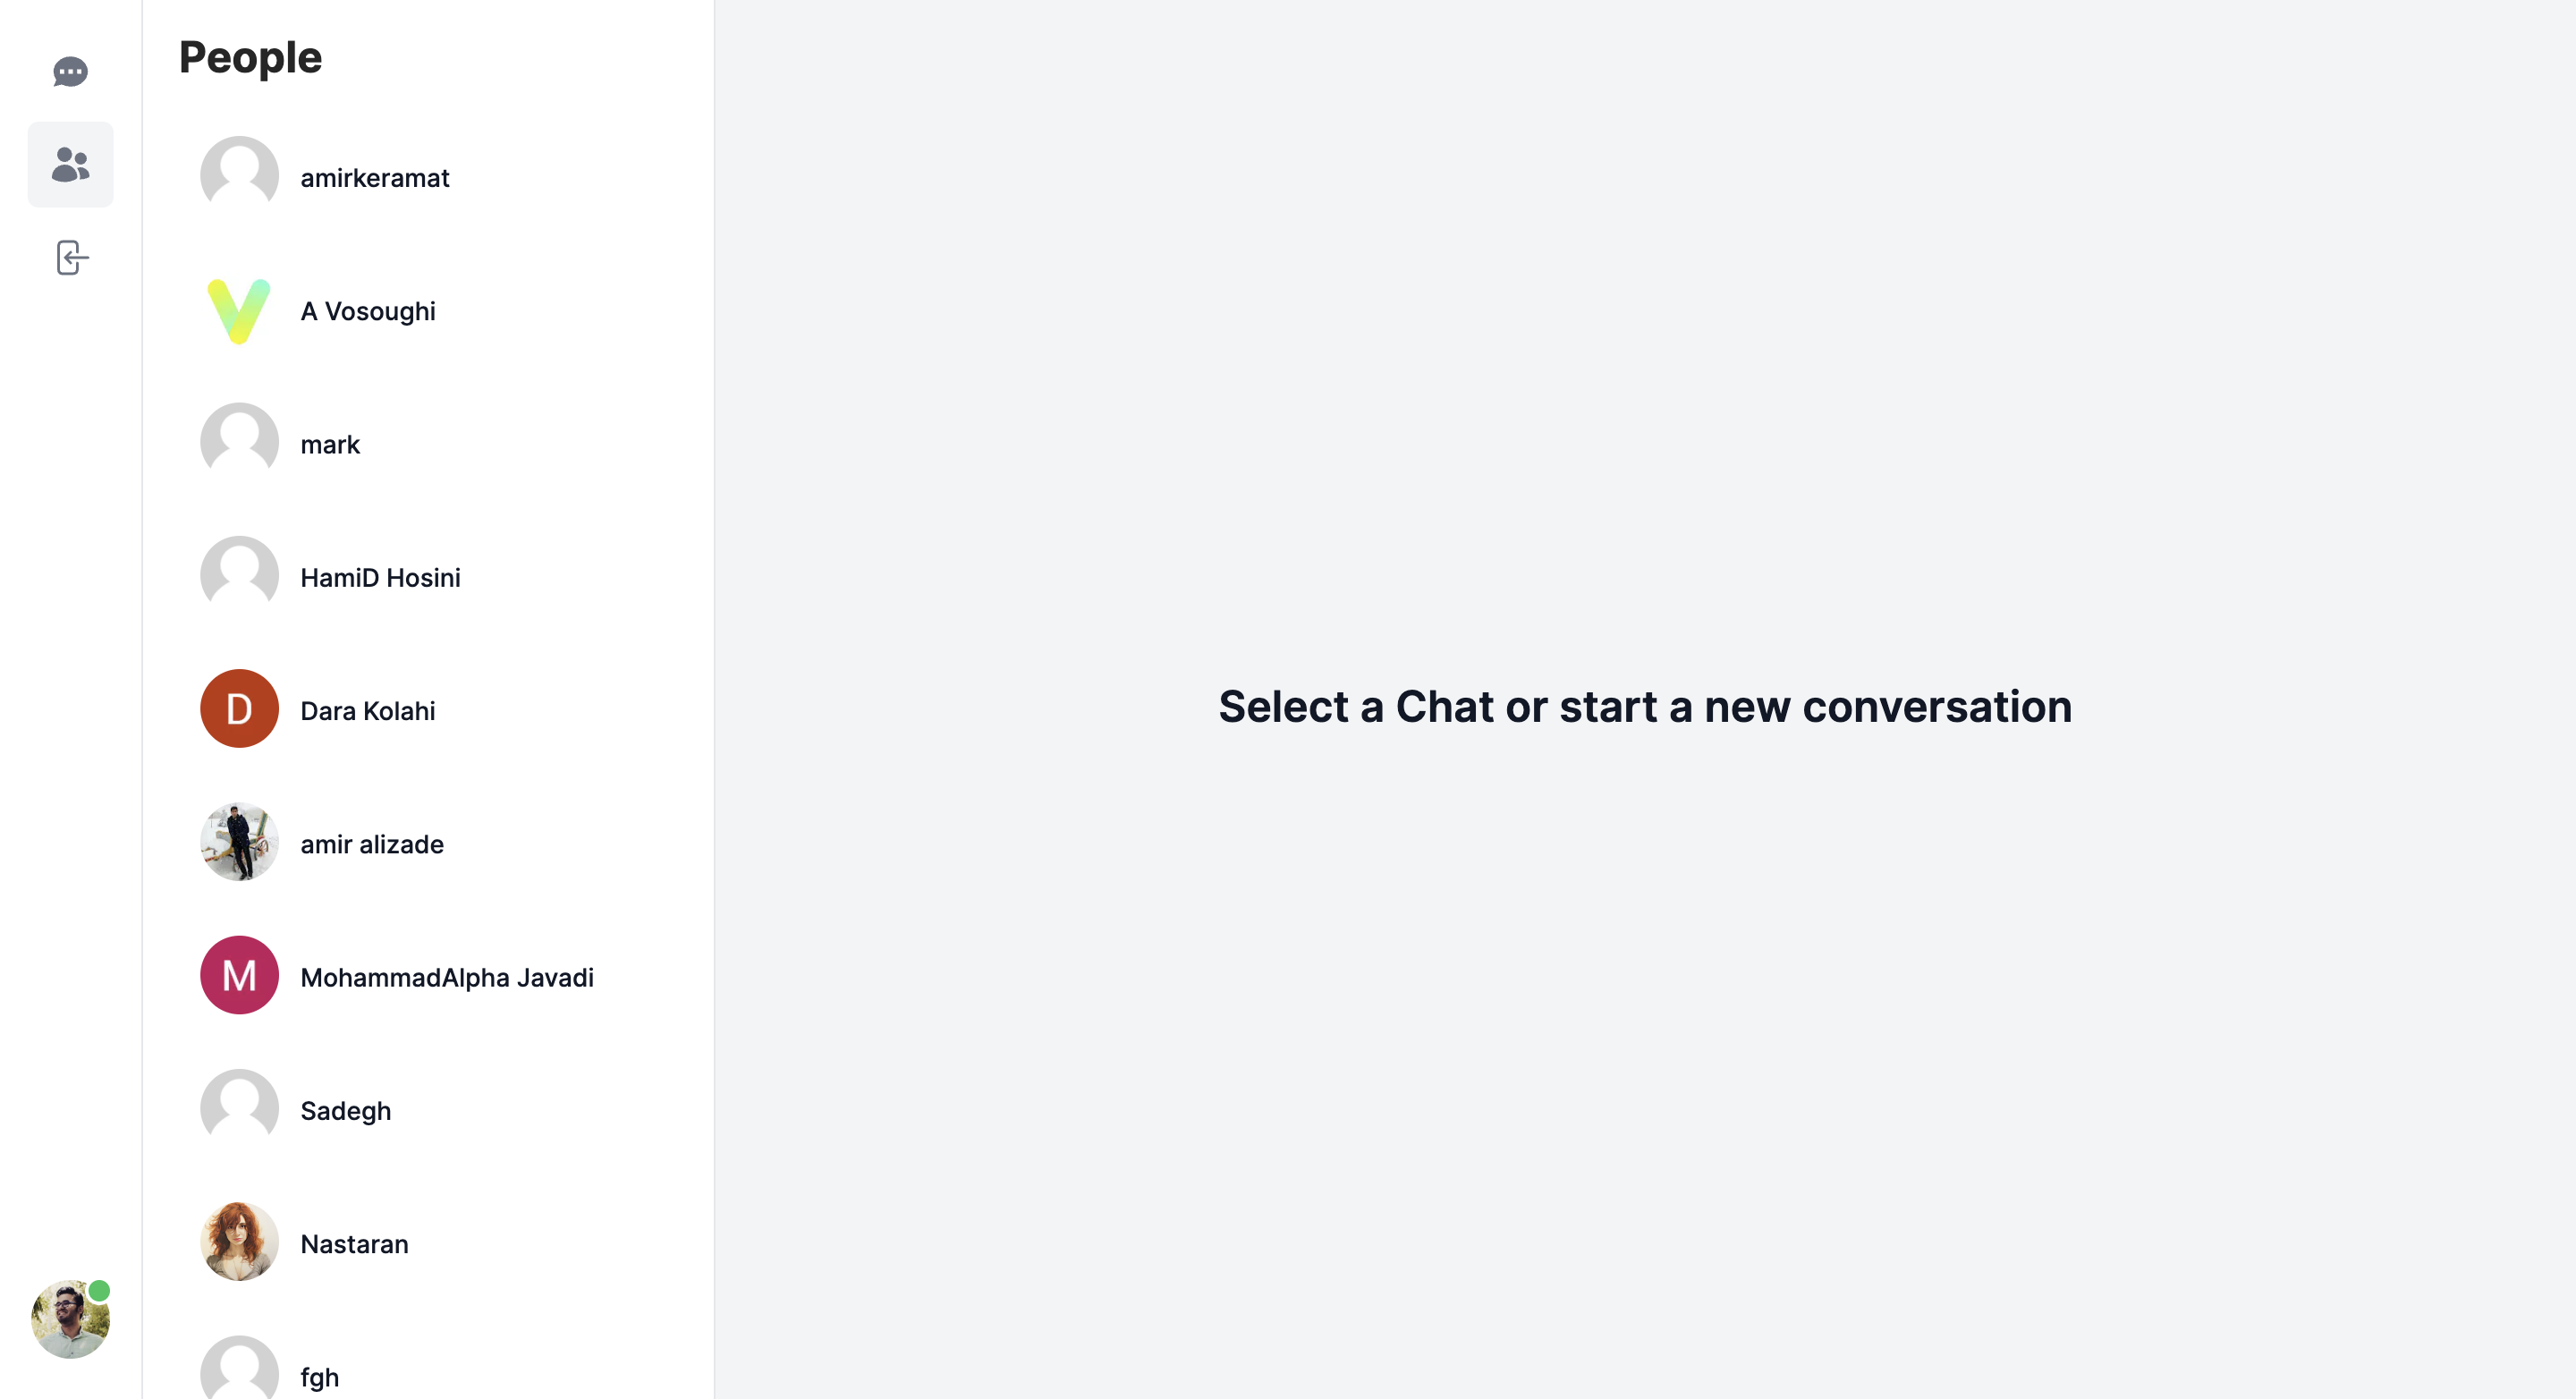 People
amirkeramat
A Vosoughi
mark
HamiD Hosini
D
Dara Kolahi
amir alizade
M
MohammadAlpha Javadi
Sadegh
Nastaran
fgh
Select a Chat or start a new conversation